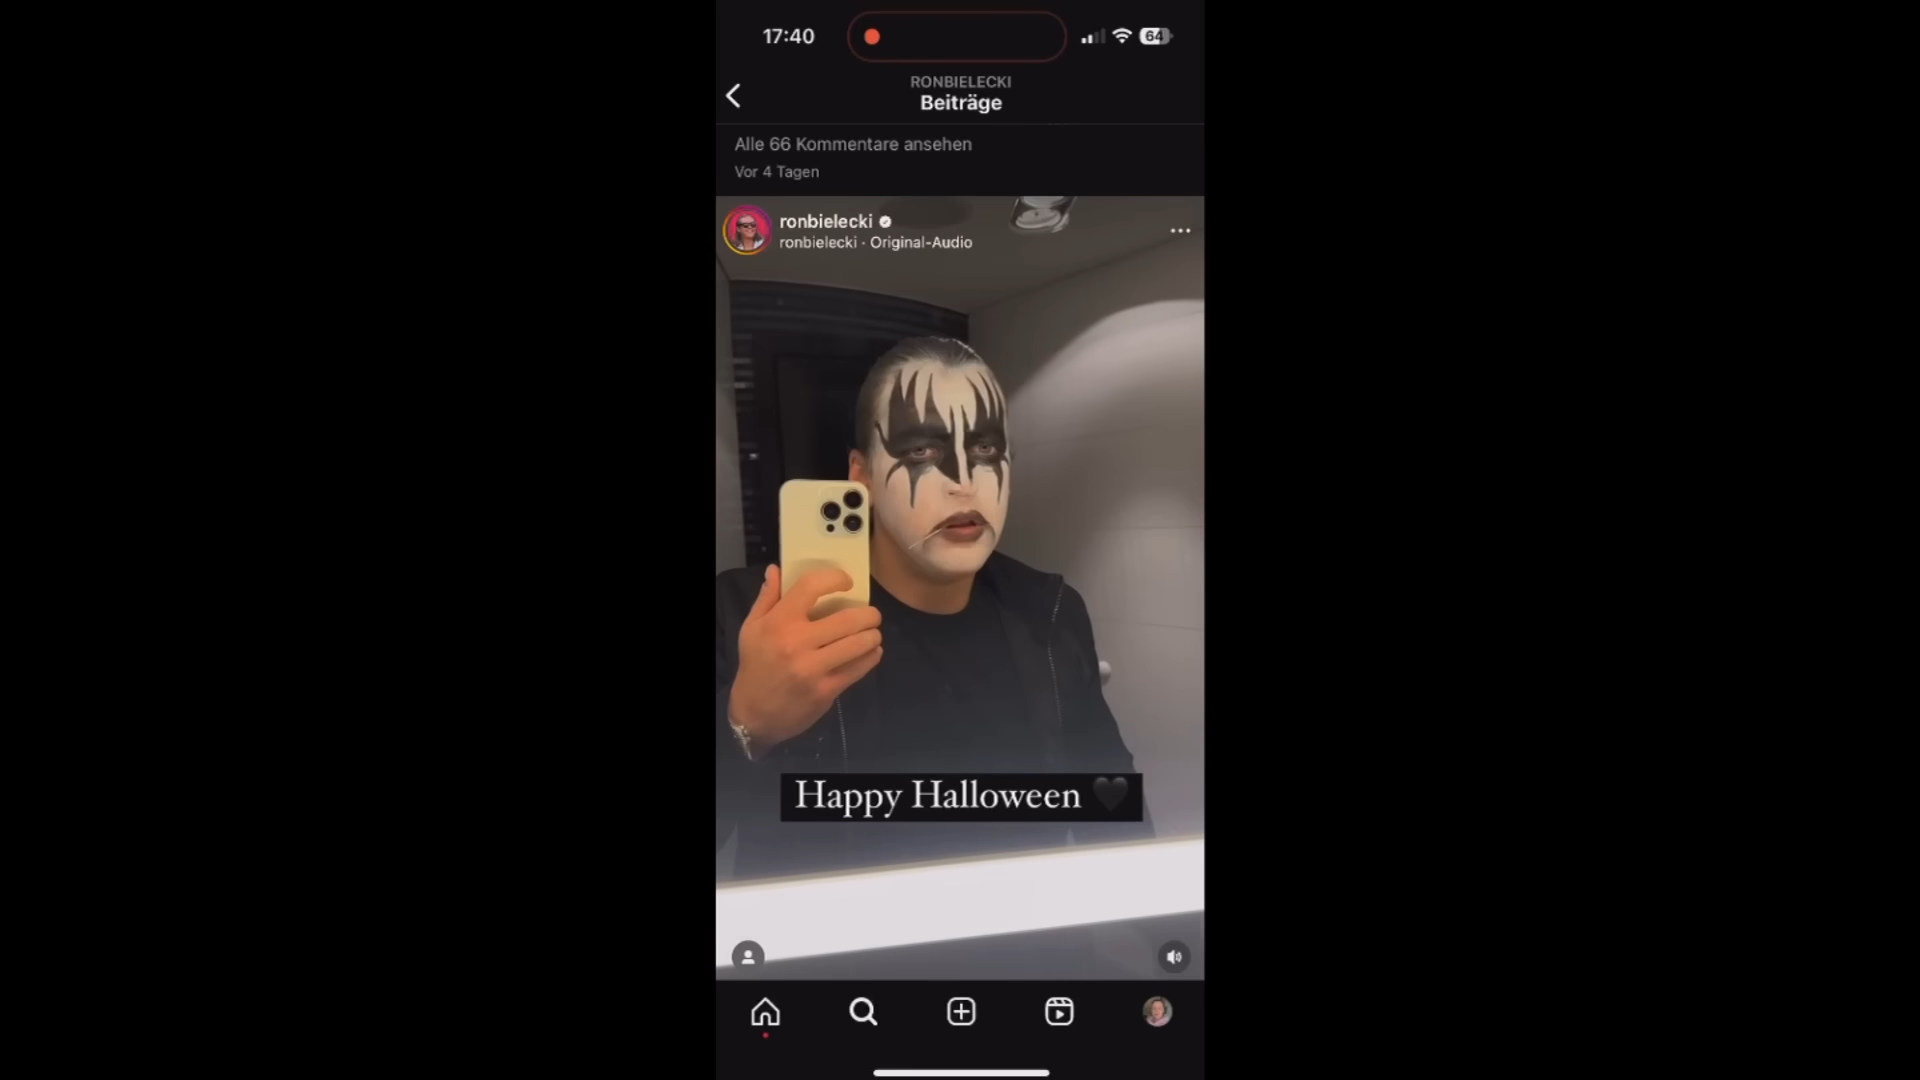 17:40
64
RONBIELECKI
Beiträge
Alle 66 Kommentare ansehen
Vor 4 Tagen
ronbielecki
ronbielecki · Original-Audio
Happy Halloween 🖤